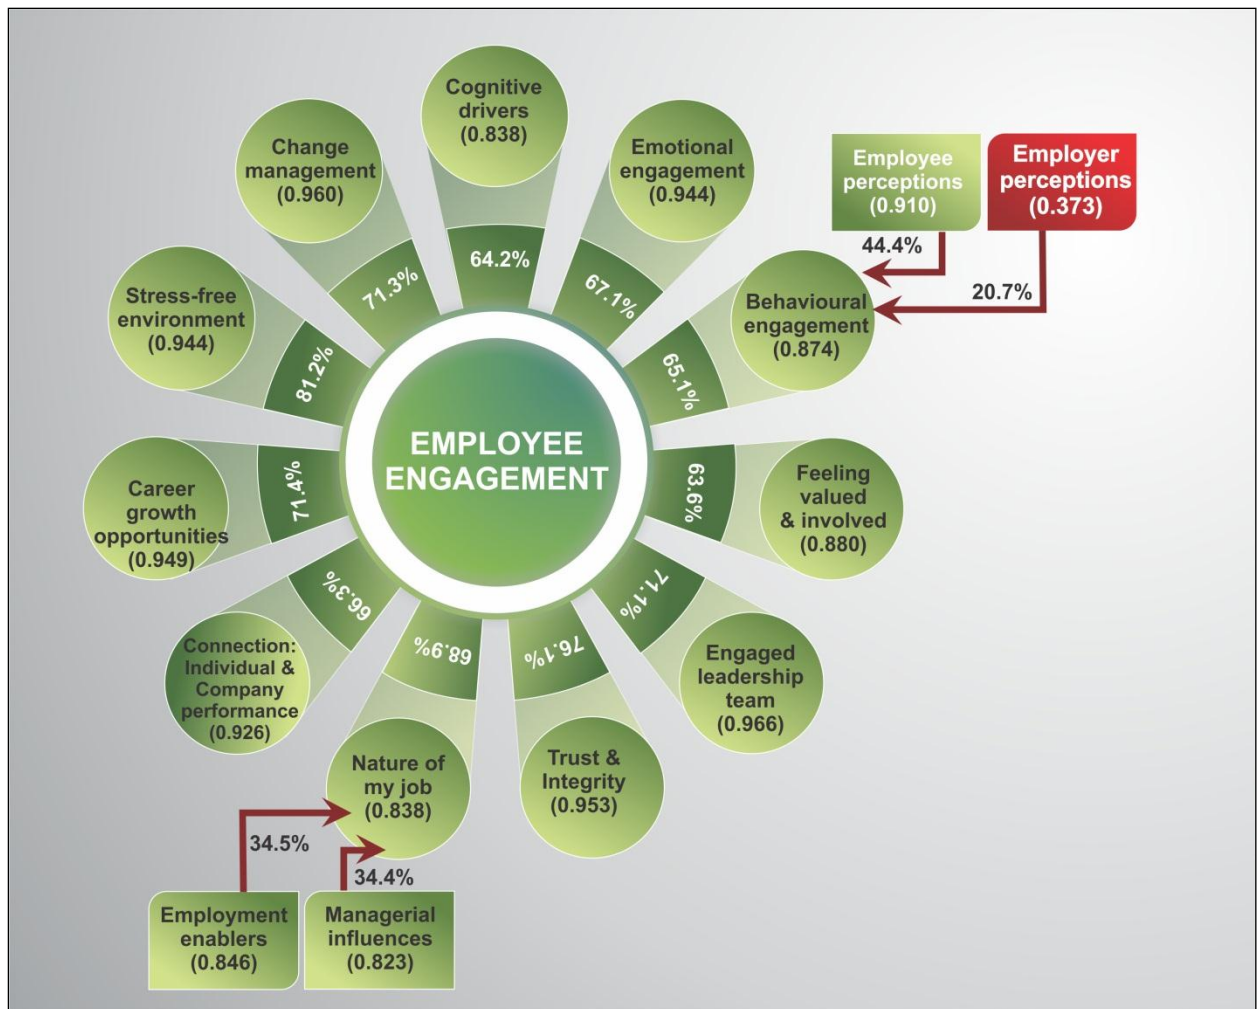 Cognitive
drivers
(0.838)
64.2%
Emotional
engagement
(0.944)
67.1%
Employee
perceptions
(0.910)
44.4%
Employer
perceptions
(0.373)
20.7%
Behavioural
engagement
(0.874)
65.1%
Feeling
valued
& involved
(0.880)
63.6%
Engaged
leadership
team
(0.966)
71.1%
Trust &
Integrity
(0.953)
76.1%
Nature of
my job
(0.838)
68.9%
34.5%
Employment
enablers
(0.846)
34.4%
Managerial
influences
(0.823)
Connection:
Individual &
Company
performance
(0.926)
66.3%
Career
growth
opportunities
(0.949)
71.4%
Stress-free
environment
(0.944)
81.2%
Change
management
(0.960)
71.3%
EMPLOYEE
ENGAGEMENT